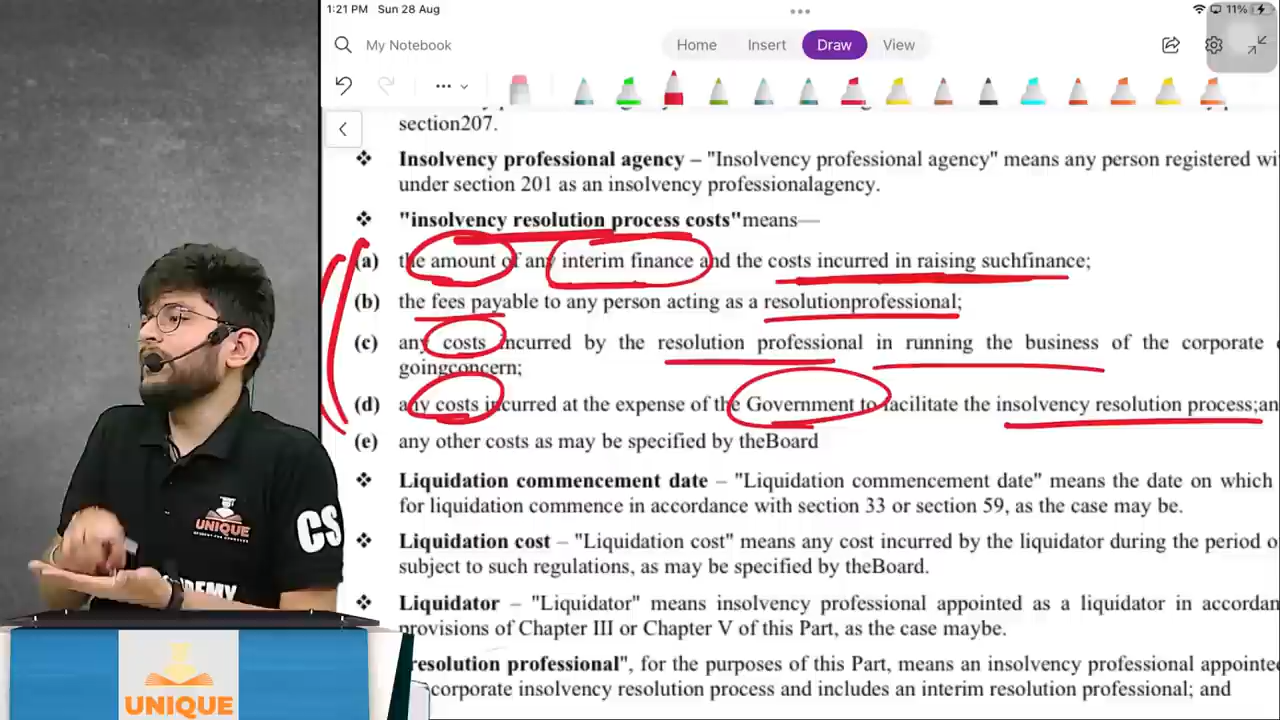 1:21 PM Sun 28 Aug
11%
My Notebook
Home Insert Draw View
section207.
❖ Insolvency professional agency – "Insolvency professional agency" means any person registered wi
under section 201 as an insolvency professionalagency.
❖ "insolvency resolution process costs"means—
(a) the amount of any interim finance and the costs incurred in raising suchfinance;
(b) the fees payable to any person acting as a resolutionprofessional;
(c) any costs incurred by the resolution professional in running the business of the corporate
goingconcern;
(d) any costs incurred at the expense of the Government to facilitate the insolvency resolution process;an
(e) any other costs as may be specified by theBoard
❖ Liquidation commencement date – "Liquidation commencement date" means the date on which
for liquidation commence in accordance with section 33 or section 59, as the case may be.
❖ Liquidation cost – "Liquidation cost" means any cost incurred by the liquidator during the period o
subject to such regulations, as may be specified by theBoard.
❖ Liquidator – "Liquidator" means insolvency professional appointed as a liquidator in accordan
provisions of Chapter III or Chapter V of this Part, as the case maybe.
resolution professional", for the purposes of this Part, means an insolvency professional appointe
corporate insolvency resolution process and includes an interim resolution professional; and
UNIQUE
CS
UNIQUE